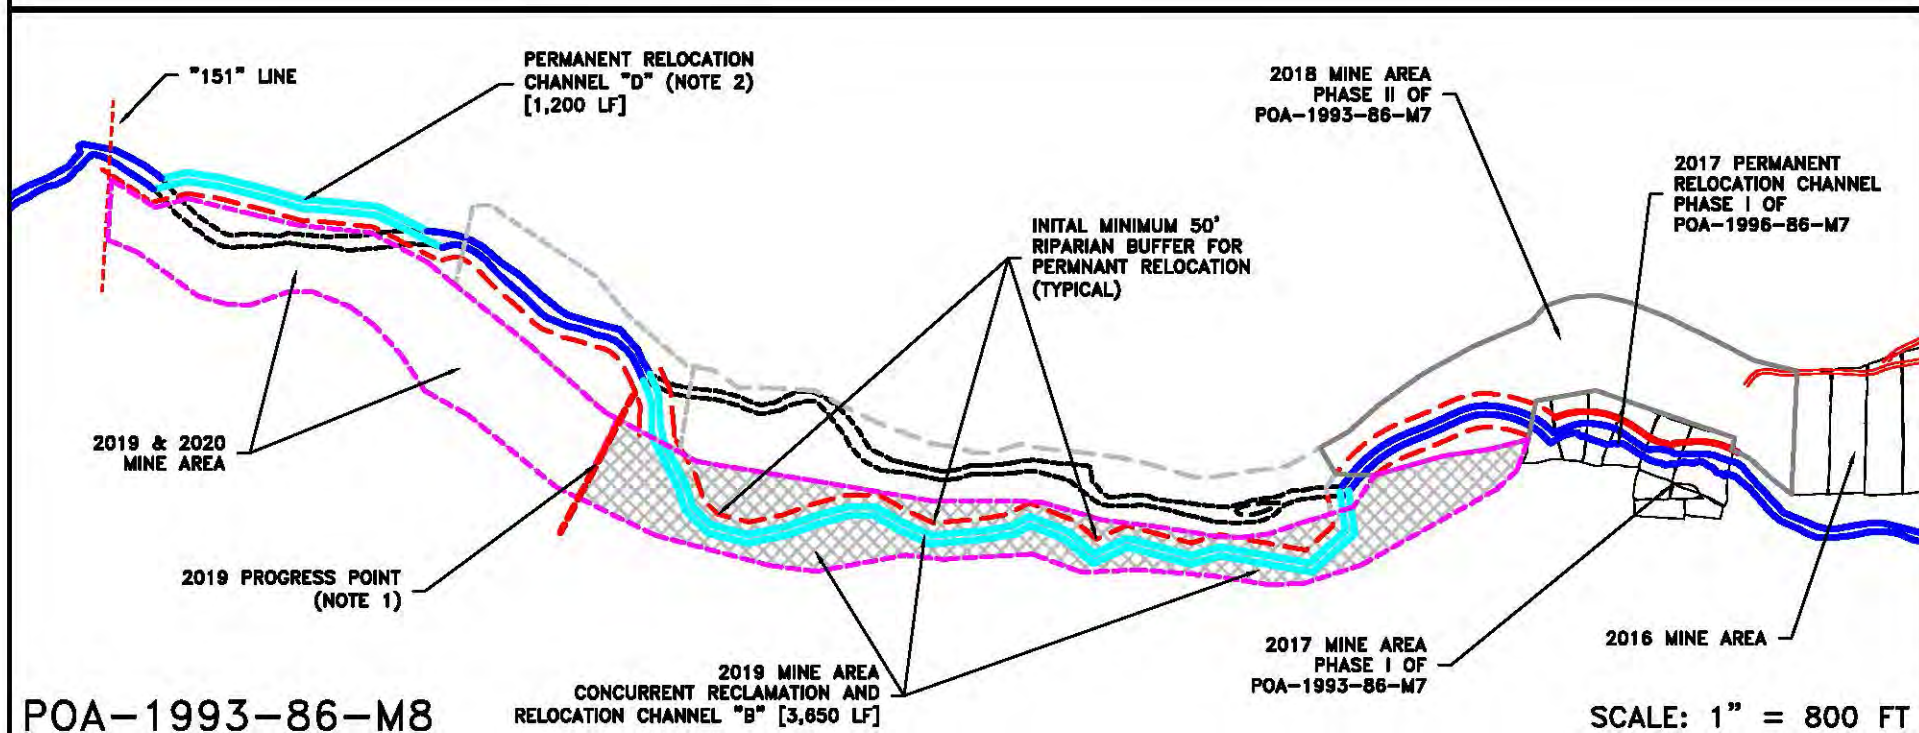 "151" LINE
PERMANENT RELOCATION
CHANNEL "D" (NOTE 2)
[1,200 LF]
2018 MINE AREA
PHASE II OF
POA-1993-86-M7
2017 PERMANENT
RELOCATION CHANNEL
PHASE I OF
POA-1996-86-M7
INITAL MINIMUM 50'
RIPARIAN BUFFER FOR
PERMNANT RELOCATION
(TYPICAL)
2019 & 2020
MINE AREA
2019 PROGRESS POINT
(NOTE 1)
2019 MINE AREA
CONCURRENT RECLAMATION AND
RELOCATION CHANNEL "B" [3,650 LF]
2017 MINE AREA
PHASE I OF
POA-1993-86-M7
2016 MINE AREA
POA-1993-86-M8
SCALE: 1" = 800 FT